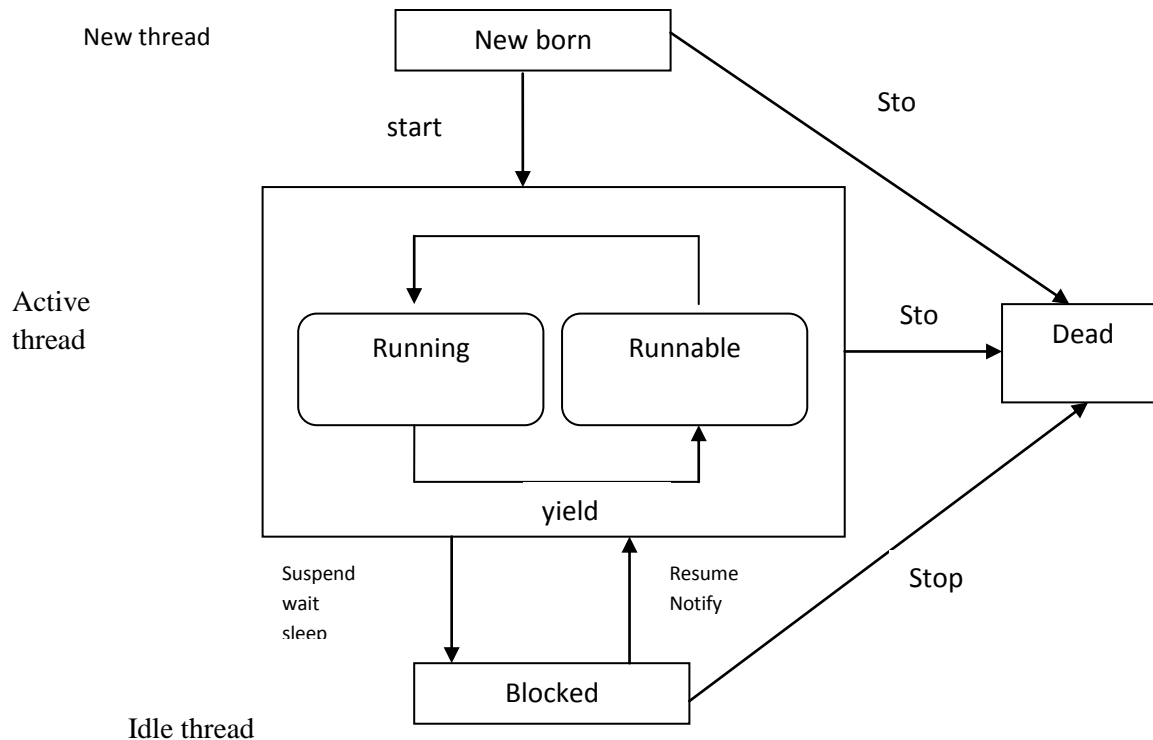 New thread
New born
Sto
start
Active
thread
Running
Runnable
Sto
Dead
yield
Suspend
wait
sleep
Resume
Notify
Stop
Blocked
Idle thread